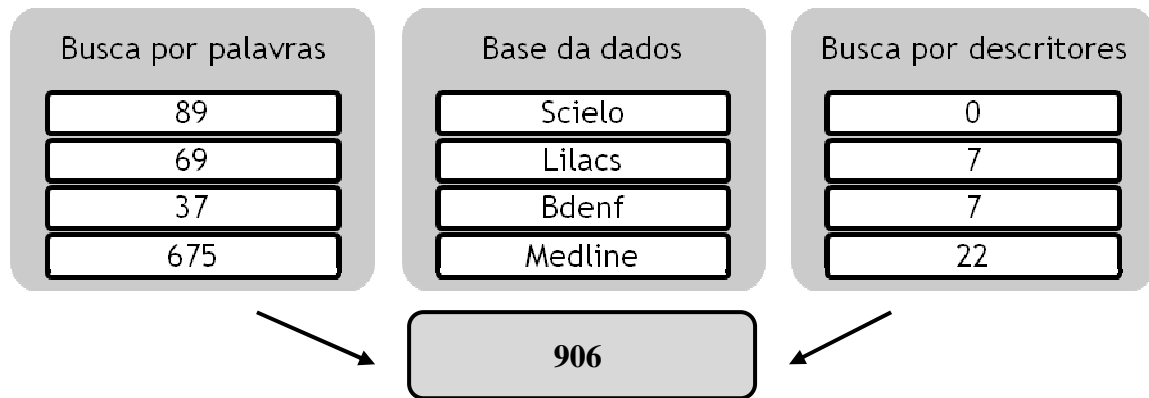 Busca por palavras
89
69
37
675
Base da dados
Scielo
Lilacs
Bdenf
Medline
Busca por descritores
0
7
7
22
906